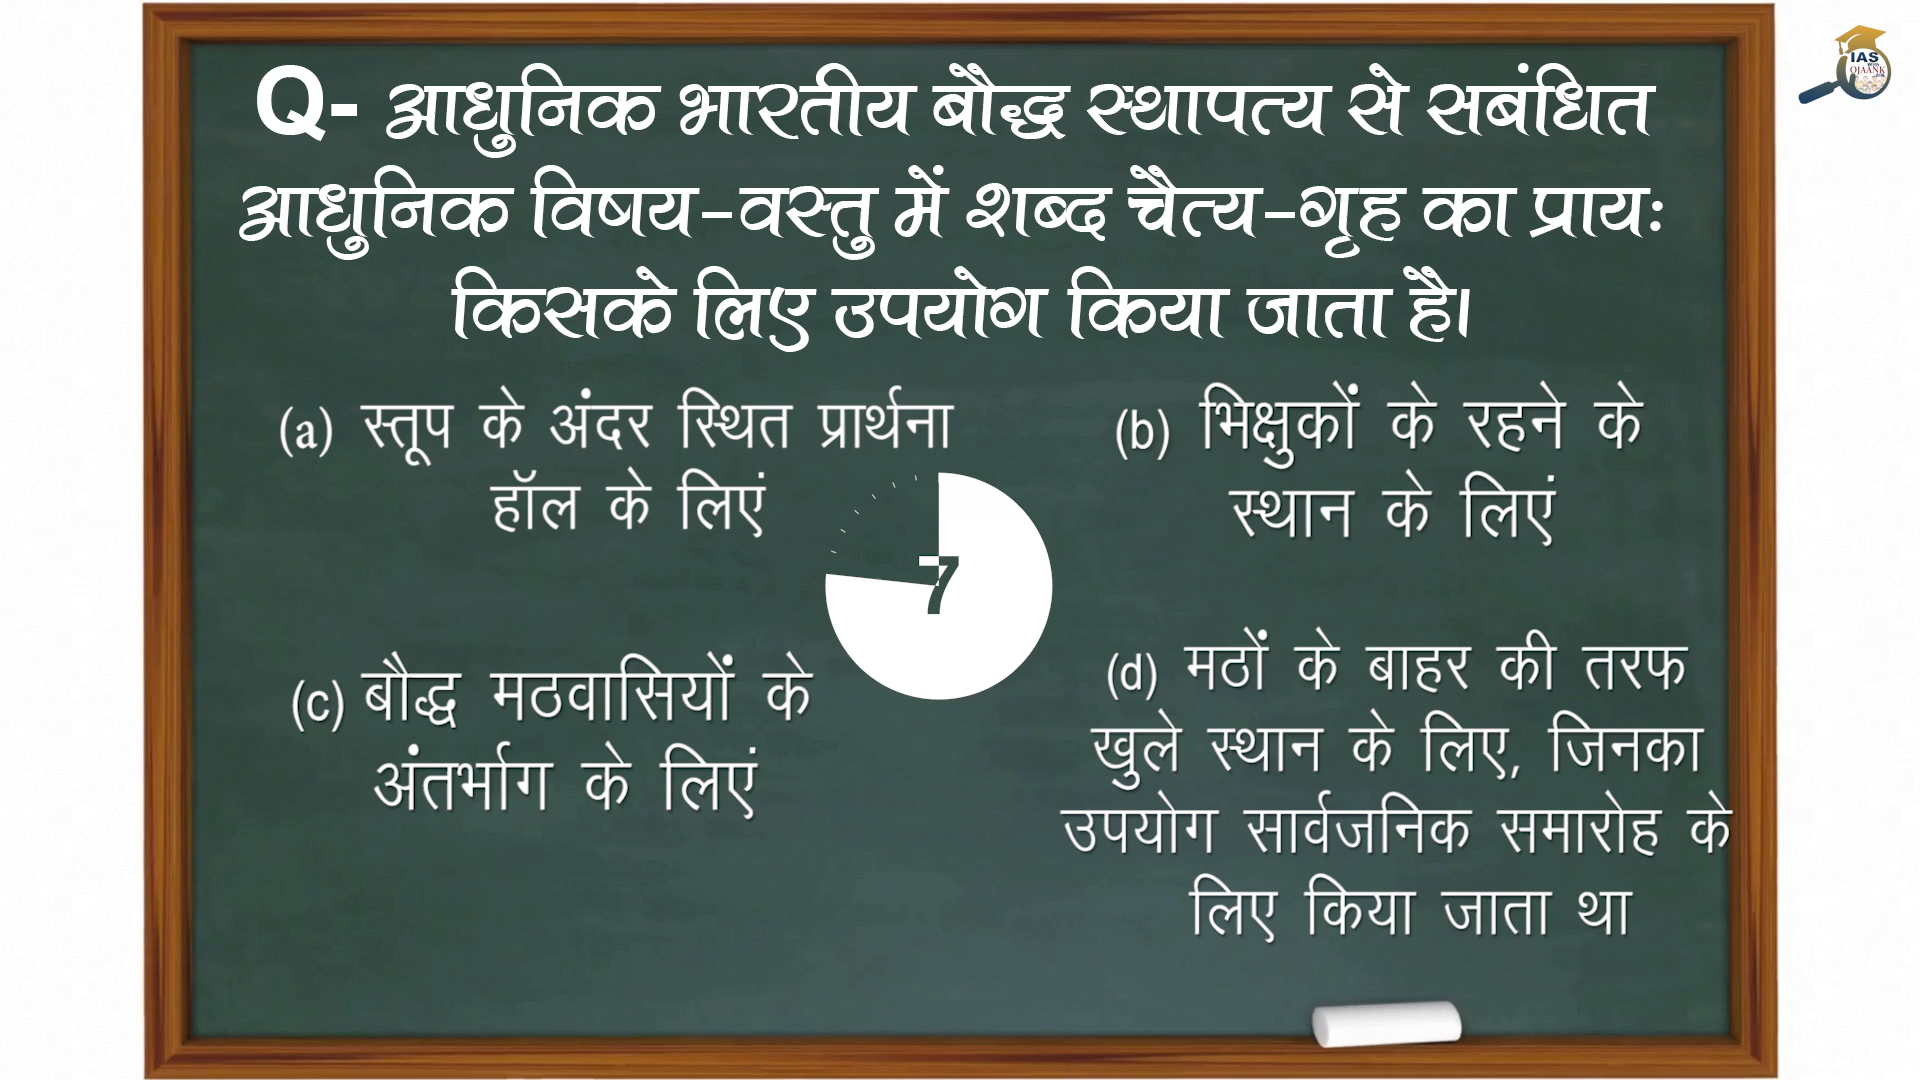 Q- आधुनिक भारतीय बौद्ध स्थापत्य से सबंधित
आधुनिक विषय-वस्तु में शब्द चैत्य-गृह का प्रायः
किसके लिए उपयोग किया जाता है।
(a) स्तूप के अंदर स्थित प्रार्थना
हॉल के लिएं
(b) भिक्षुकों के रहने के
स्थान के लिएं
7
(c) बौद्ध मठवासियों के
अंतर्भाग के लिएं
(d) मठों के बाहर की तरफ
खुले स्थान के लिए, जिनका
उपयोग सार्वजनिक समारोह के
लिए किया जाता था
IAS
OJAANK